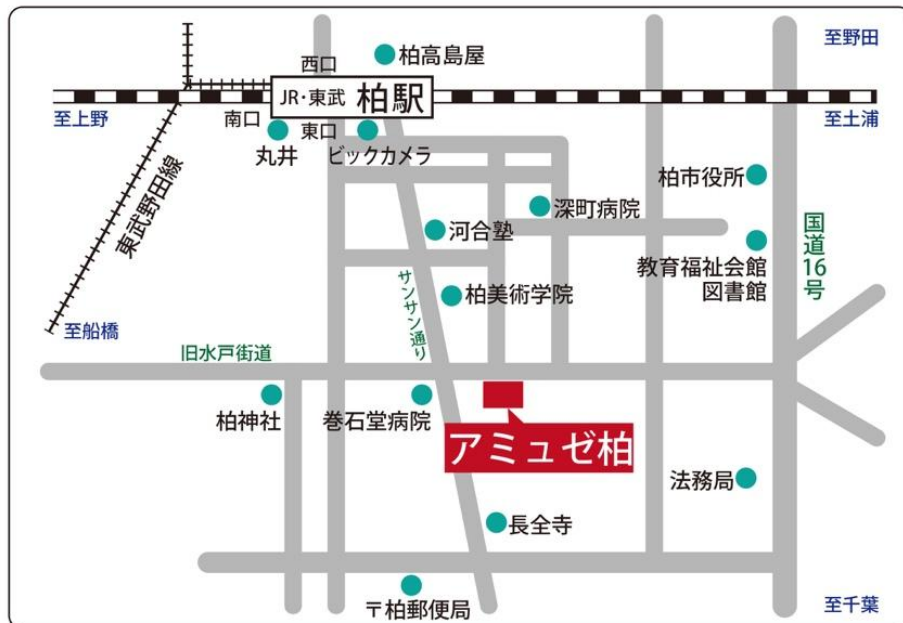 柏高島屋
至野田
西口
JR・東武 柏駅
至上野
南口
東口
至土浦
丸井
ビックカメラ
東武野田線
柏市役所
深町病院
河合塾
国道16号
教育福祉会館
図書館
サンサン通り
柏美術学院
至船橋
旧水戸街道
柏神社
巻石堂病院
アミュゼ柏
法務局
長全寺
〒柏郵便局
至千葉